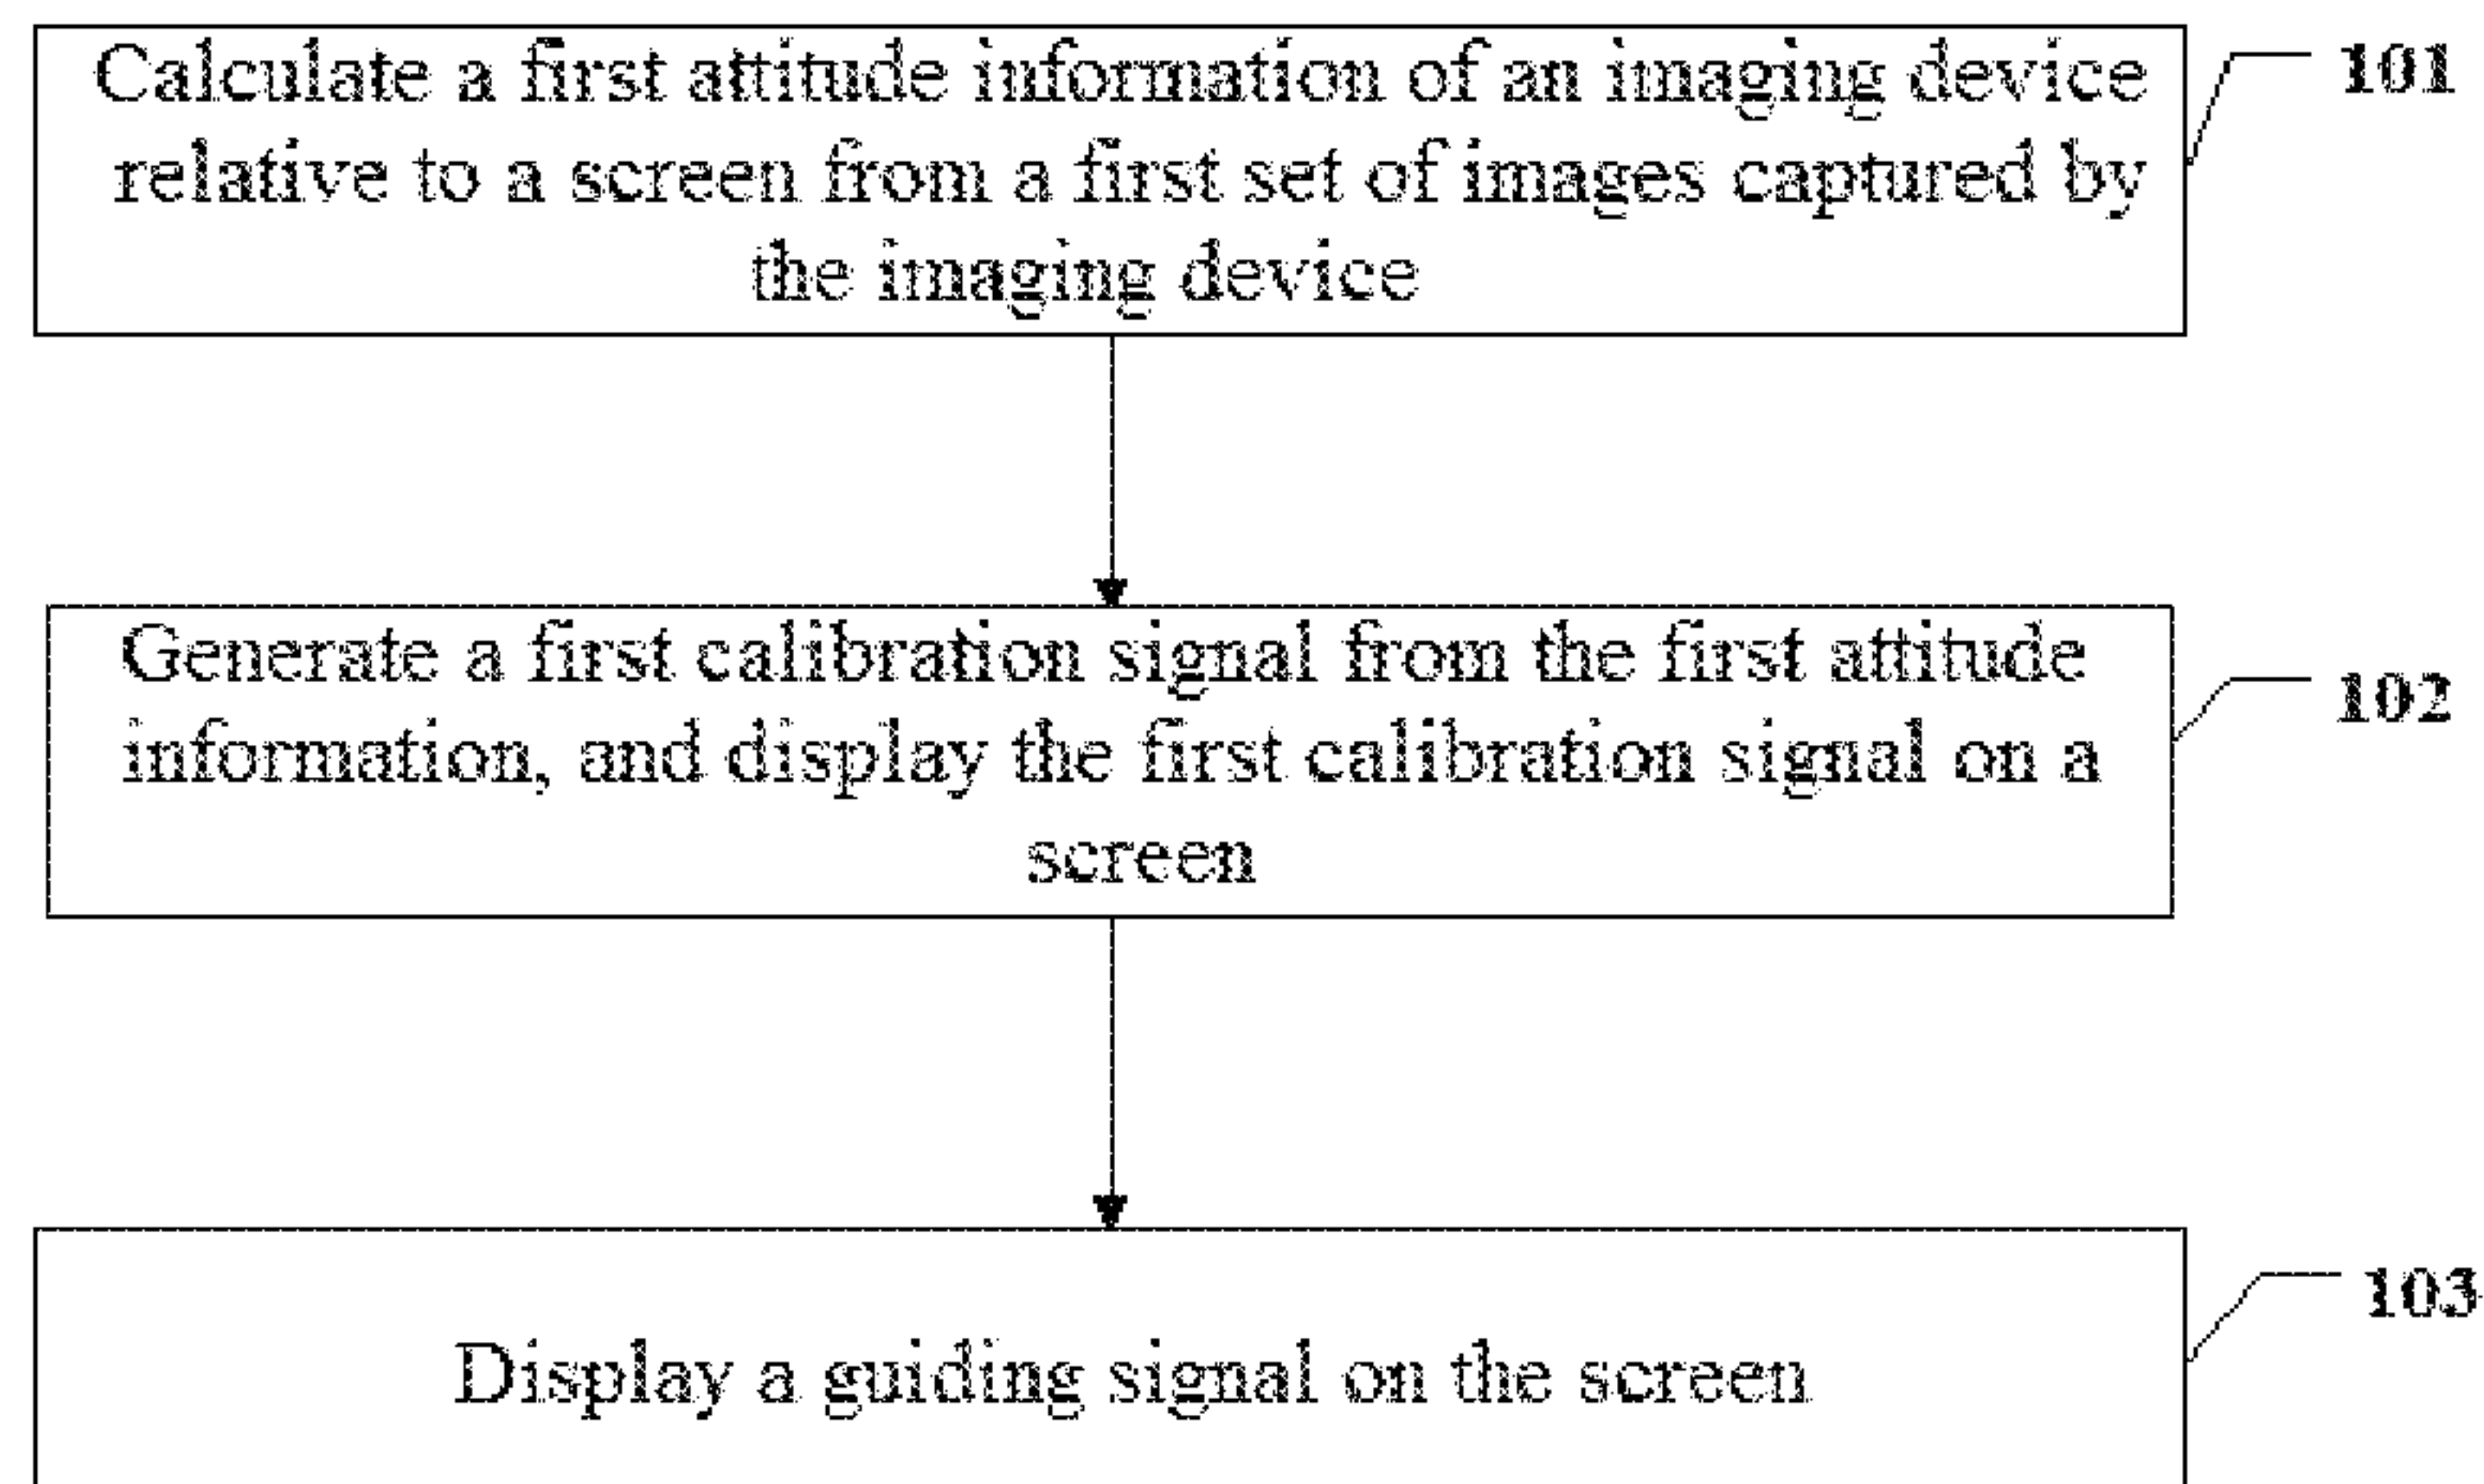 Calculate a first attitude information of an imaging device
101
relative to a screen from a first set of images captured by
the imaging device
Generate a first calibration signal from the first attitude
102
information, and display the first calibration signal on a
screen
103
Display a guiding signal on the screen